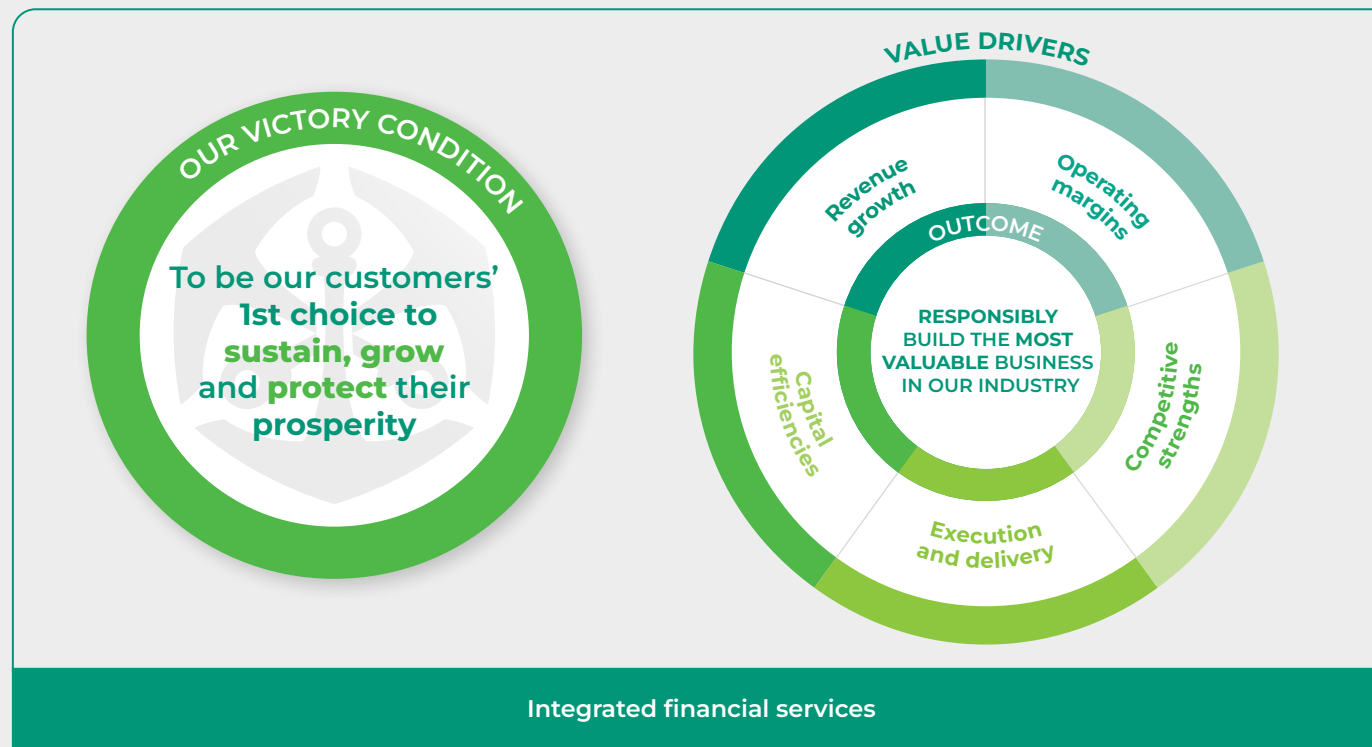 OUR VICTORY CONDITION
To be our customers’
1st choice to
sustain, grow
and protect their
prosperity
VALUE DRIVERS
Revenue
growth
Operating
margins
OUTCOME
RESPONSIBLY
BUILD THE MOST
VALUABLE BUSINESS
IN OUR INDUSTRY
Capital
efficiencies
Competitive
strengths
Execution
and delivery
Integrated financial services